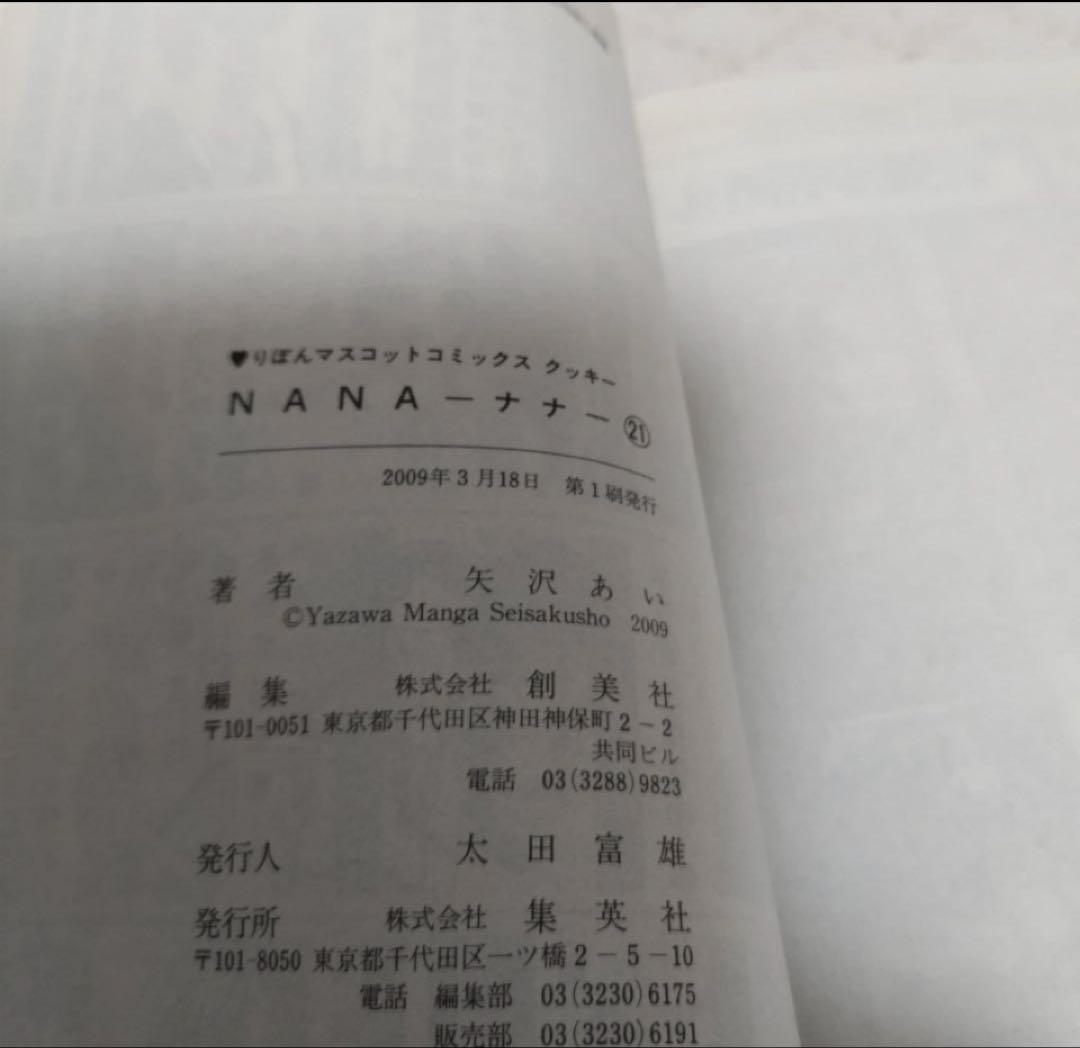 ♥りぼんマスコットコミックス クッキー
NANA―ナナ―㉑
2009年3月18日 第1刷発行
著者 矢沢あい
©Yazawa Manga Seisakusho 2009
編集 株式会社 創美社
〒101-0051 東京都千代田区神田神保町2-2
共同ビル
電話 03(3288)9823
発行人 太田富雄
発行所 株式会社 集英社
〒101-8050 東京都千代田区一ツ橋2-5-10
電話 編集部 03(3230)6175
販売部 03(3230)6191